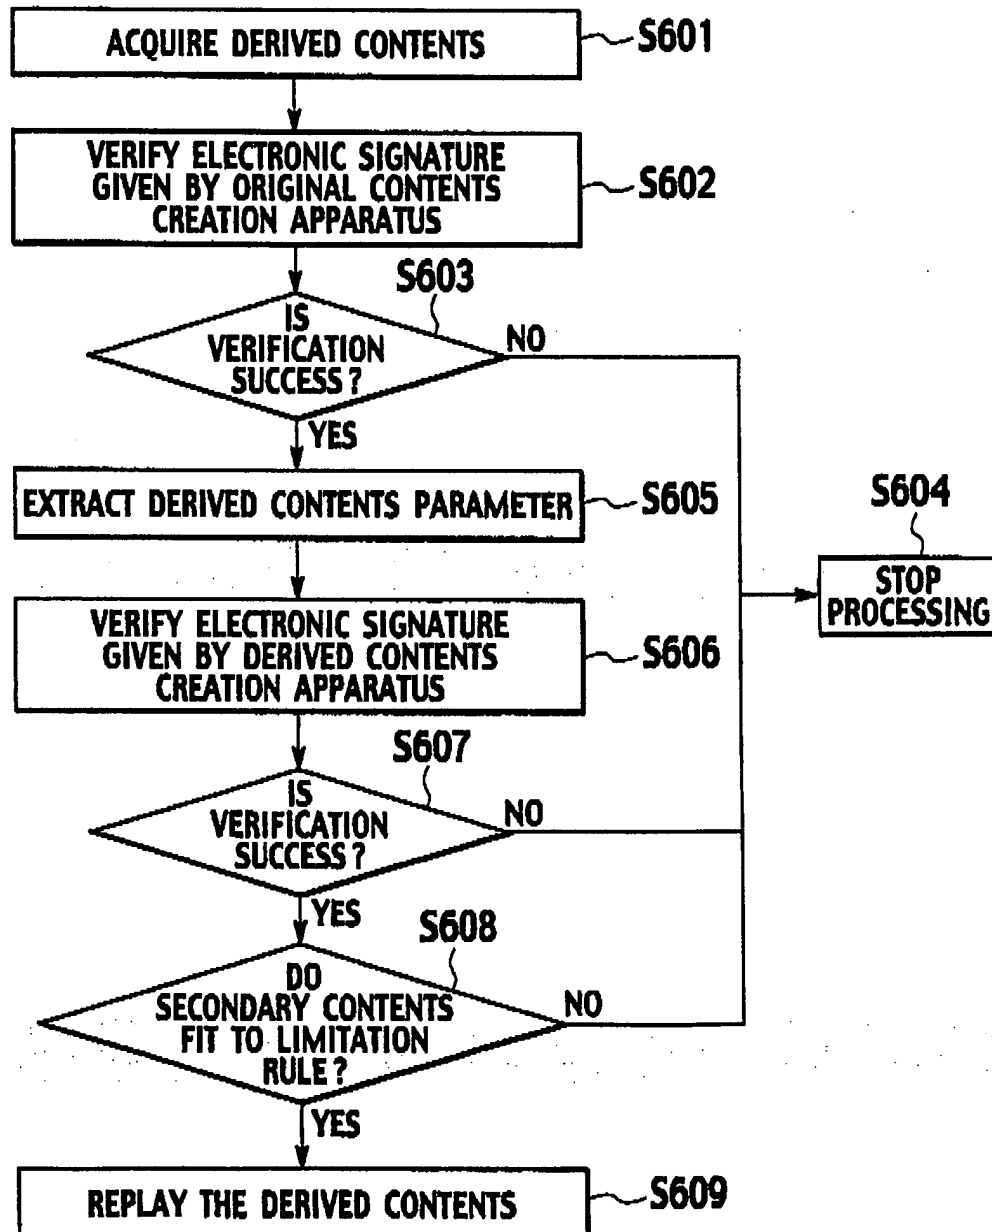 ACQUIRE DERIVED CONTENTS
S601
VERIFY ELECTRONIC SIGNATURE
GIVEN BY ORIGINAL CONTENTS
CREATION APPARATUS
S602
S603
IS
VERIFICATION
SUCCESS?
NO
YES
EXTRACT DERIVED CONTENTS PARAMETER
S605
S604
STOP
PROCESSING
VERIFY ELECTRONIC SIGNATURE
GIVEN BY DERIVED CONTENTS
CREATION APPARATUS
S606
S607
IS
VERIFICATION
SUCCESS?
NO
YES
S608
DO
SECONDARY CONTENTS
FIT TO LIMITATION
RULE?
NO
YES
REPLAY THE DERIVED CONTENTS
S609